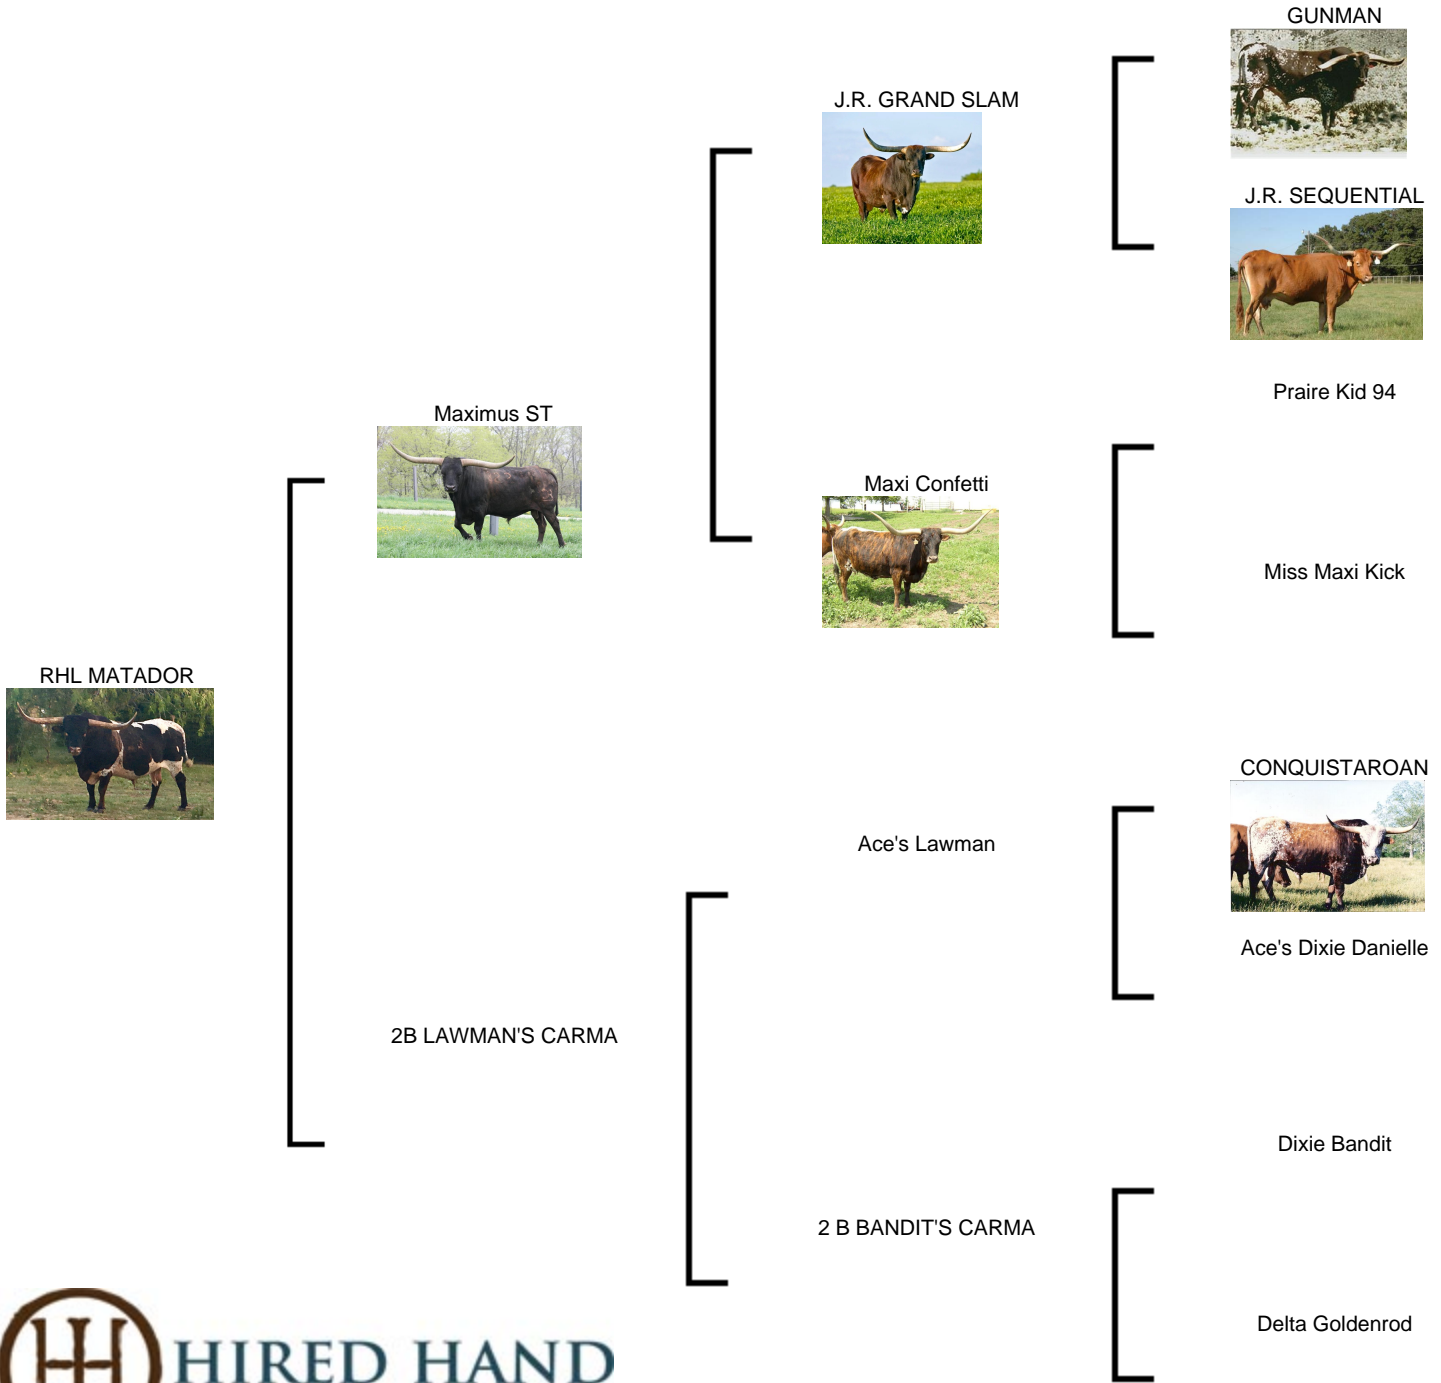 GUNMAN
J.R. GRAND SLAM
J.R. SEQUENTIAL
Praire Kid 94
Maximus ST
Maxi Confetti
Miss Maxi Kick
RHL MATADOR
CONQUISTAROAN
Ace's Lawman
Ace's Dixie Danielle
2B LAWMAN'S CARMA
Dixie Bandit
2 B BANDIT'S CARMA
Delta Goldenrod
HIRED HAND